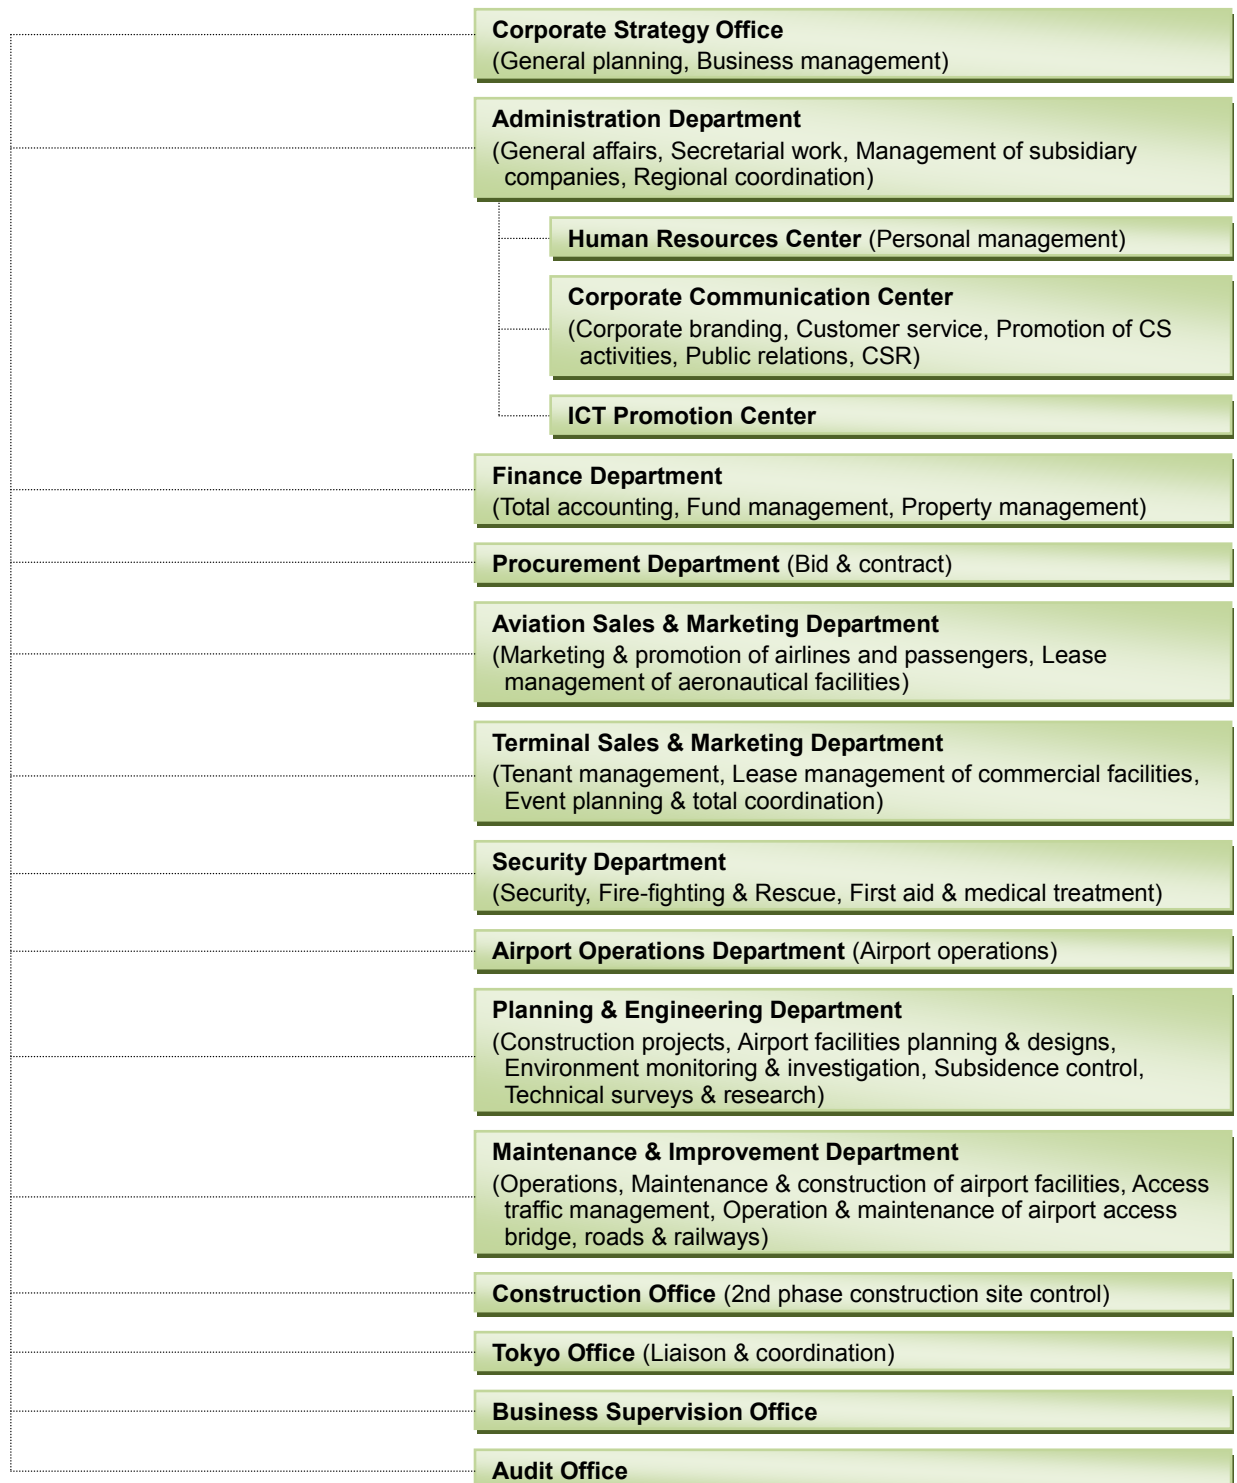 Corporate Strategy Office
(General planning, Business management)
Administration Department
(General affairs, Secretarial work, Management of subsidiary
companies, Regional coordination)
Human Resources Center (Personal management)
Corporate Communication Center
(Corporate branding, Customer service, Promotion of CS
activities, Public relations, CSR)
ICT Promotion Center
Finance Department
(Total accounting, Fund management, Property management)
Procurement Department (Bid & contract)
Aviation Sales & Marketing Department
(Marketing & promotion of airlines and passengers, Lease
management of aeronautical facilities)
Terminal Sales & Marketing Department
(Tenant management, Lease management of commercial facilities,
Event planning & total coordination)
Security Department
(Security, Fire-fighting & Rescue, First aid & medical treatment)
Airport Operations Department (Airport operations)
Planning & Engineering Department
(Construction projects, Airport facilities planning & designs,
Environment monitoring & investigation, Subsidence control,
Technical surveys & research)
Maintenance & Improvement Department
(Operations, Maintenance & construction of airport facilities, Access
traffic management, Operation & maintenance of airport access
bridge, roads & railways)
Construction Office (2nd phase construction site control)
Tokyo Office (Liaison & coordination)
Business Supervision Office
Audit Office